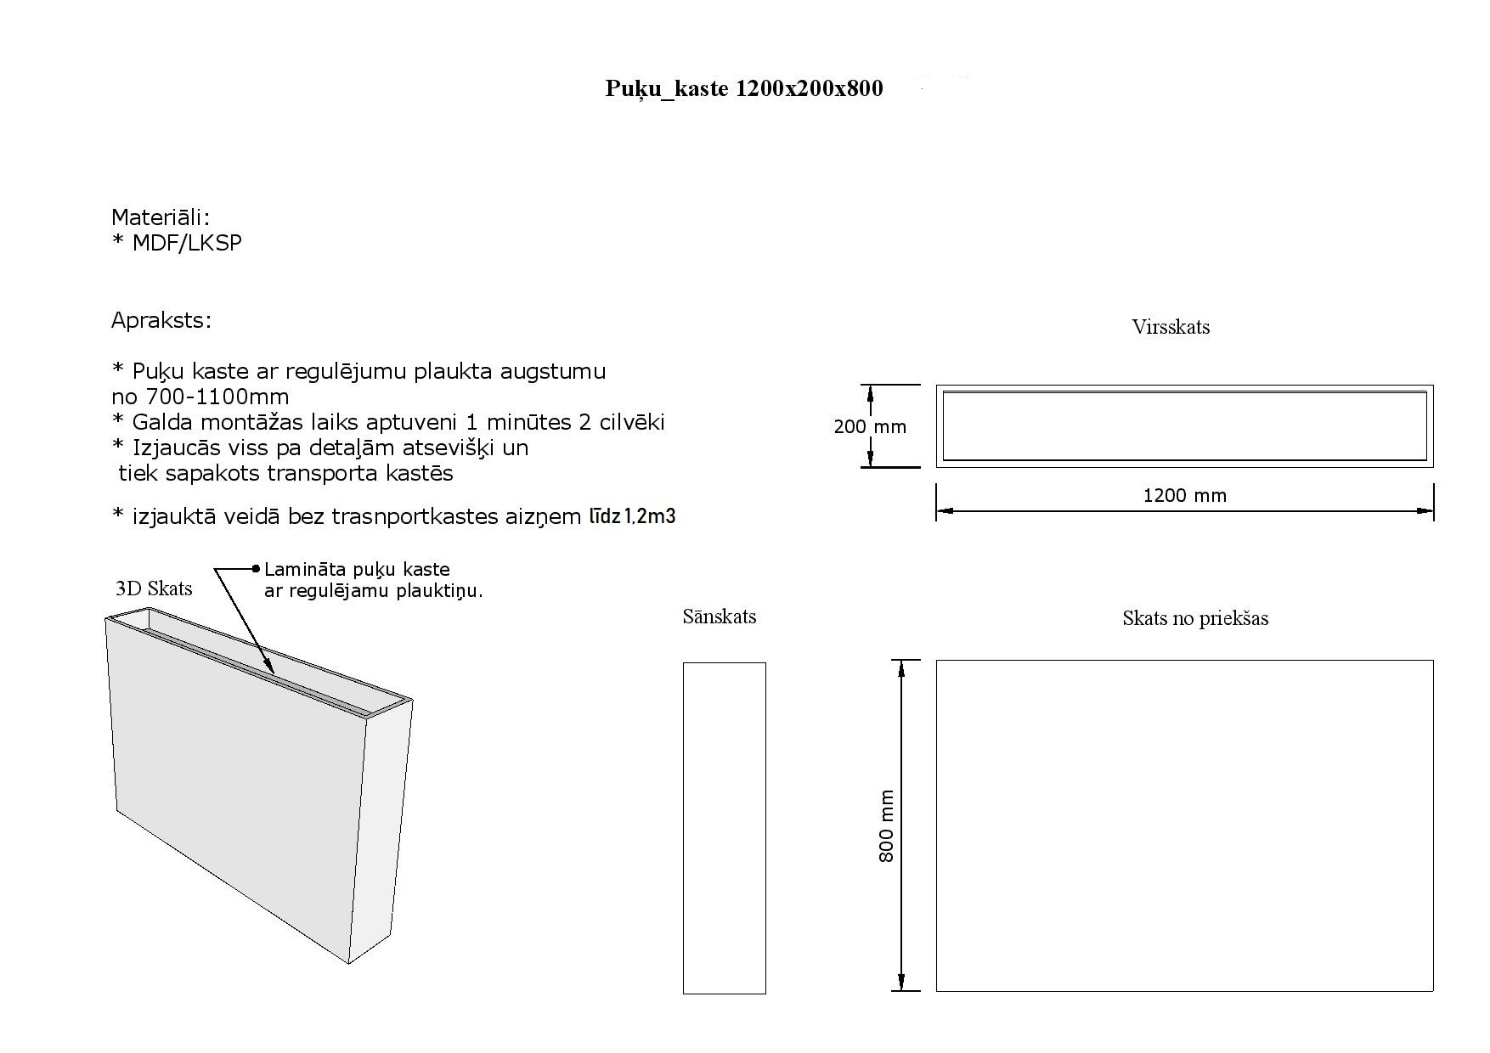 Puķu_kaste 1200x200x800
Materiāli:
* MDF/LKSP
Apraksts:
* Puķu kaste ar regulējumu plaukta augstumu
no 700-1100mm
* Galda montāžas laiks aptuveni 1 minūtes 2 cilvēki
* Izjaucās viss pa detaļām atsevišķi un
tiek sapakots transporta kastēs
* izjauktā veidā bez trasnportkastes aizņem līdz 1,2m3
Virsskats
200 mm
1200 mm
Lamināta puķu kaste
ar regulējamu plauktiņu.
3D Skats
Sānskats
Skats no priekšas
800 mm